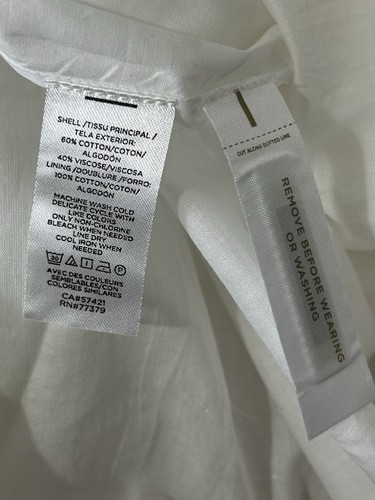 SHELL /TISSU PRINCIPAL /
TELA EXTERIOR:
60% COTTON/COTON/
ALGODÓN
40% VISCOSE/VISCOSA
LINING /DOUBLURE /FORRO:
100% COTTON/COTON/
ALGODÓN
MACHINE WASH COLD
DELICATE CYCLE WITH
LIKE COLORS
ONLY NON-CHLORINE
BLEACH WHEN NEEDED
LINE DRY
COOL IRON WHEN
NEEDED
30
P
AVEC DES COULEURS
SEMBLABLES/CON
COLORES SIMILARES
CA#57421
RN#77379
CUT ALONG DOTTED LINE
REMOVE BEFORE WEARING
OR WASHING